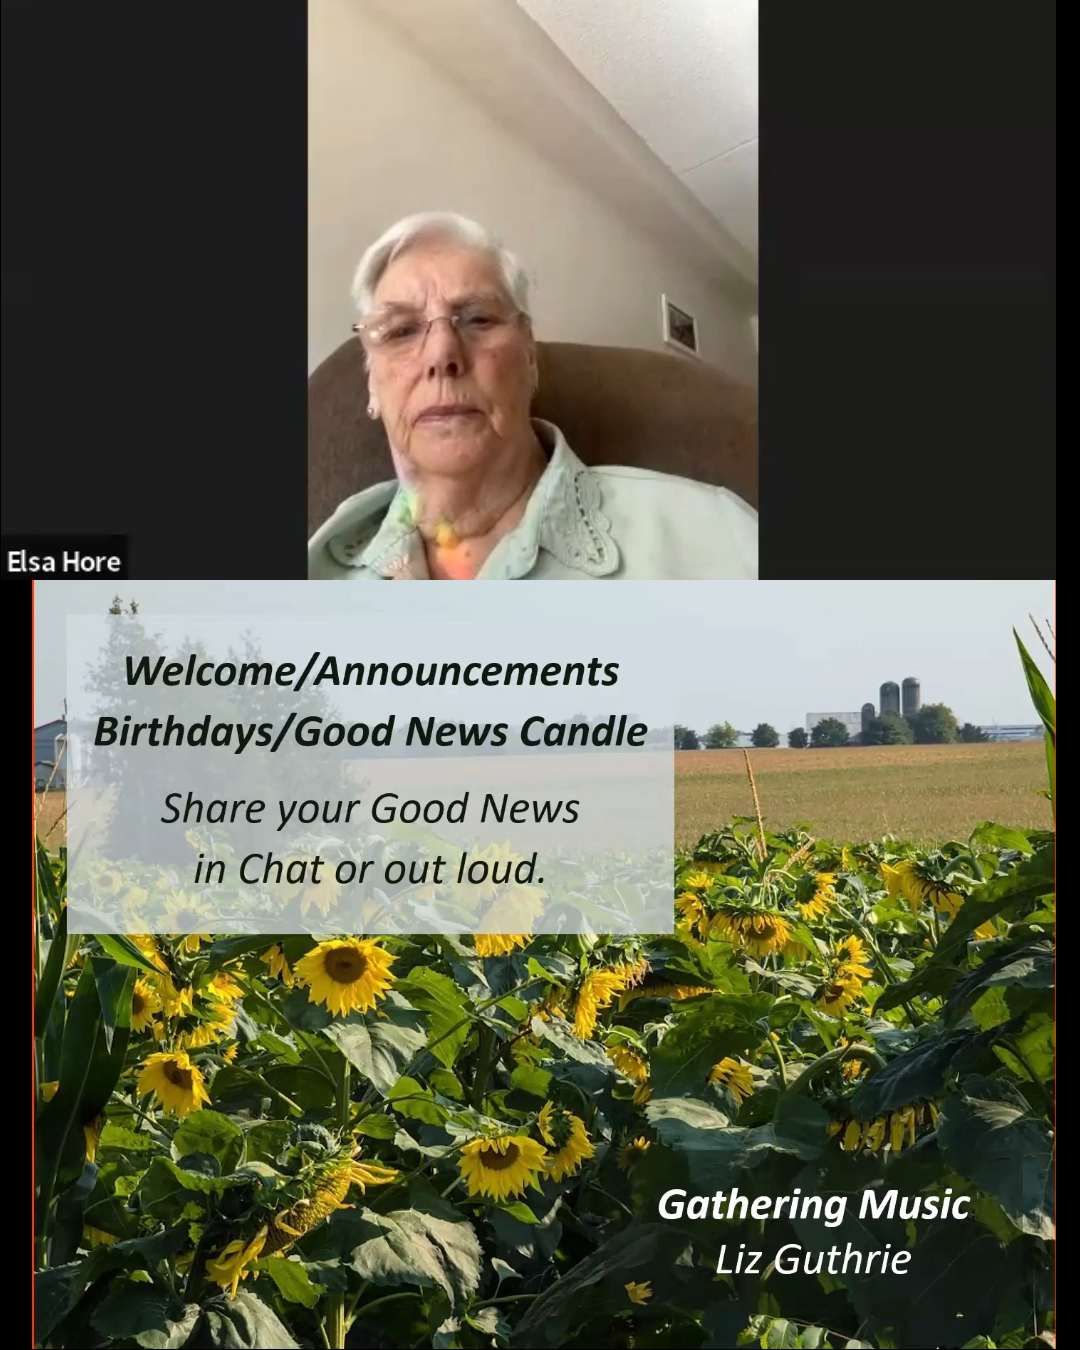 Elsa Hore
Welcome/Announcements
Birthdays/Good News Candle
Share your Good News
in Chat or out loud.
Gathering Music
Liz Guthrie